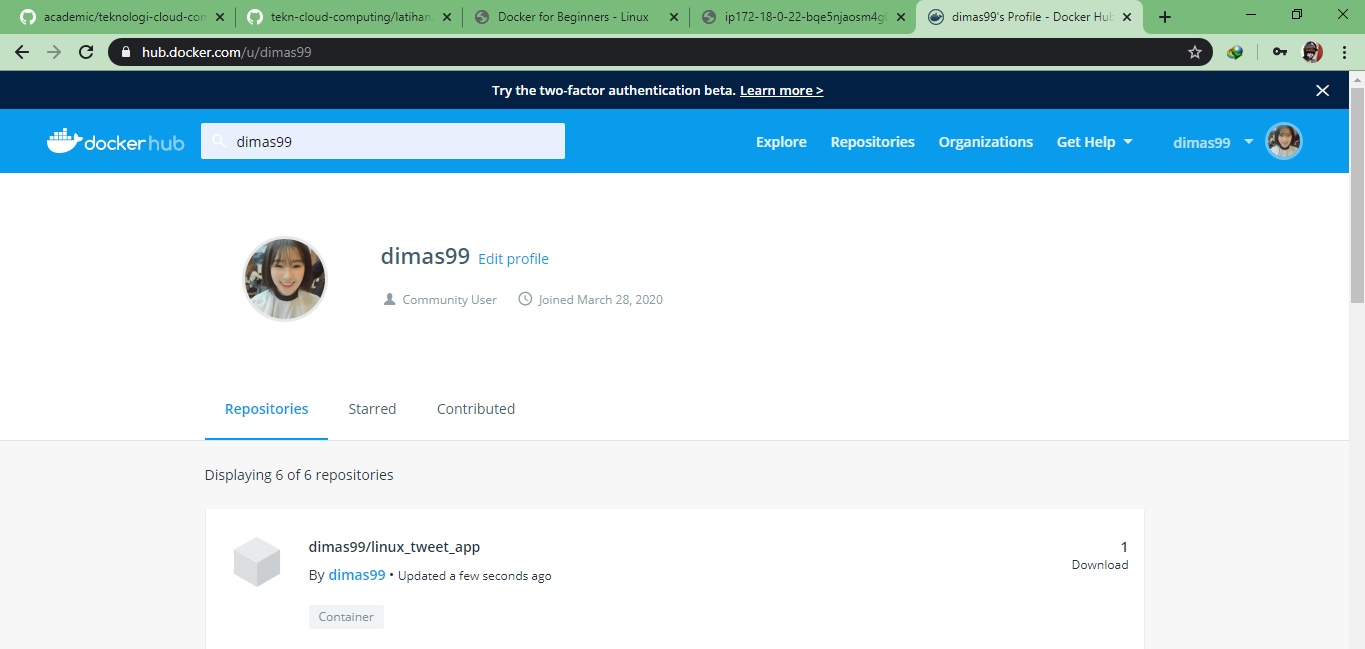 academic/teknologi-cloud-con
tekn-cloud-computing/latihan
Docker for Beginners - Linux
ip172-18-0-22-bqe5njaosm4g
dimas99's Profile - Docker Hub
hub.docker.com/u/dimas99
Try the two-factor authentication beta. Learn more >
docker hub
dimas99
Explore
Repositories
Organizations
Get Help
dimas99
dimas99 Edit profile
Community User
Joined March 28, 2020
Repositories
Starred
Contributed
Displaying 6 of 6 repositories
dimas99/linux_tweet_app
1
Download
By dimas99 • Updated a few seconds ago
Container